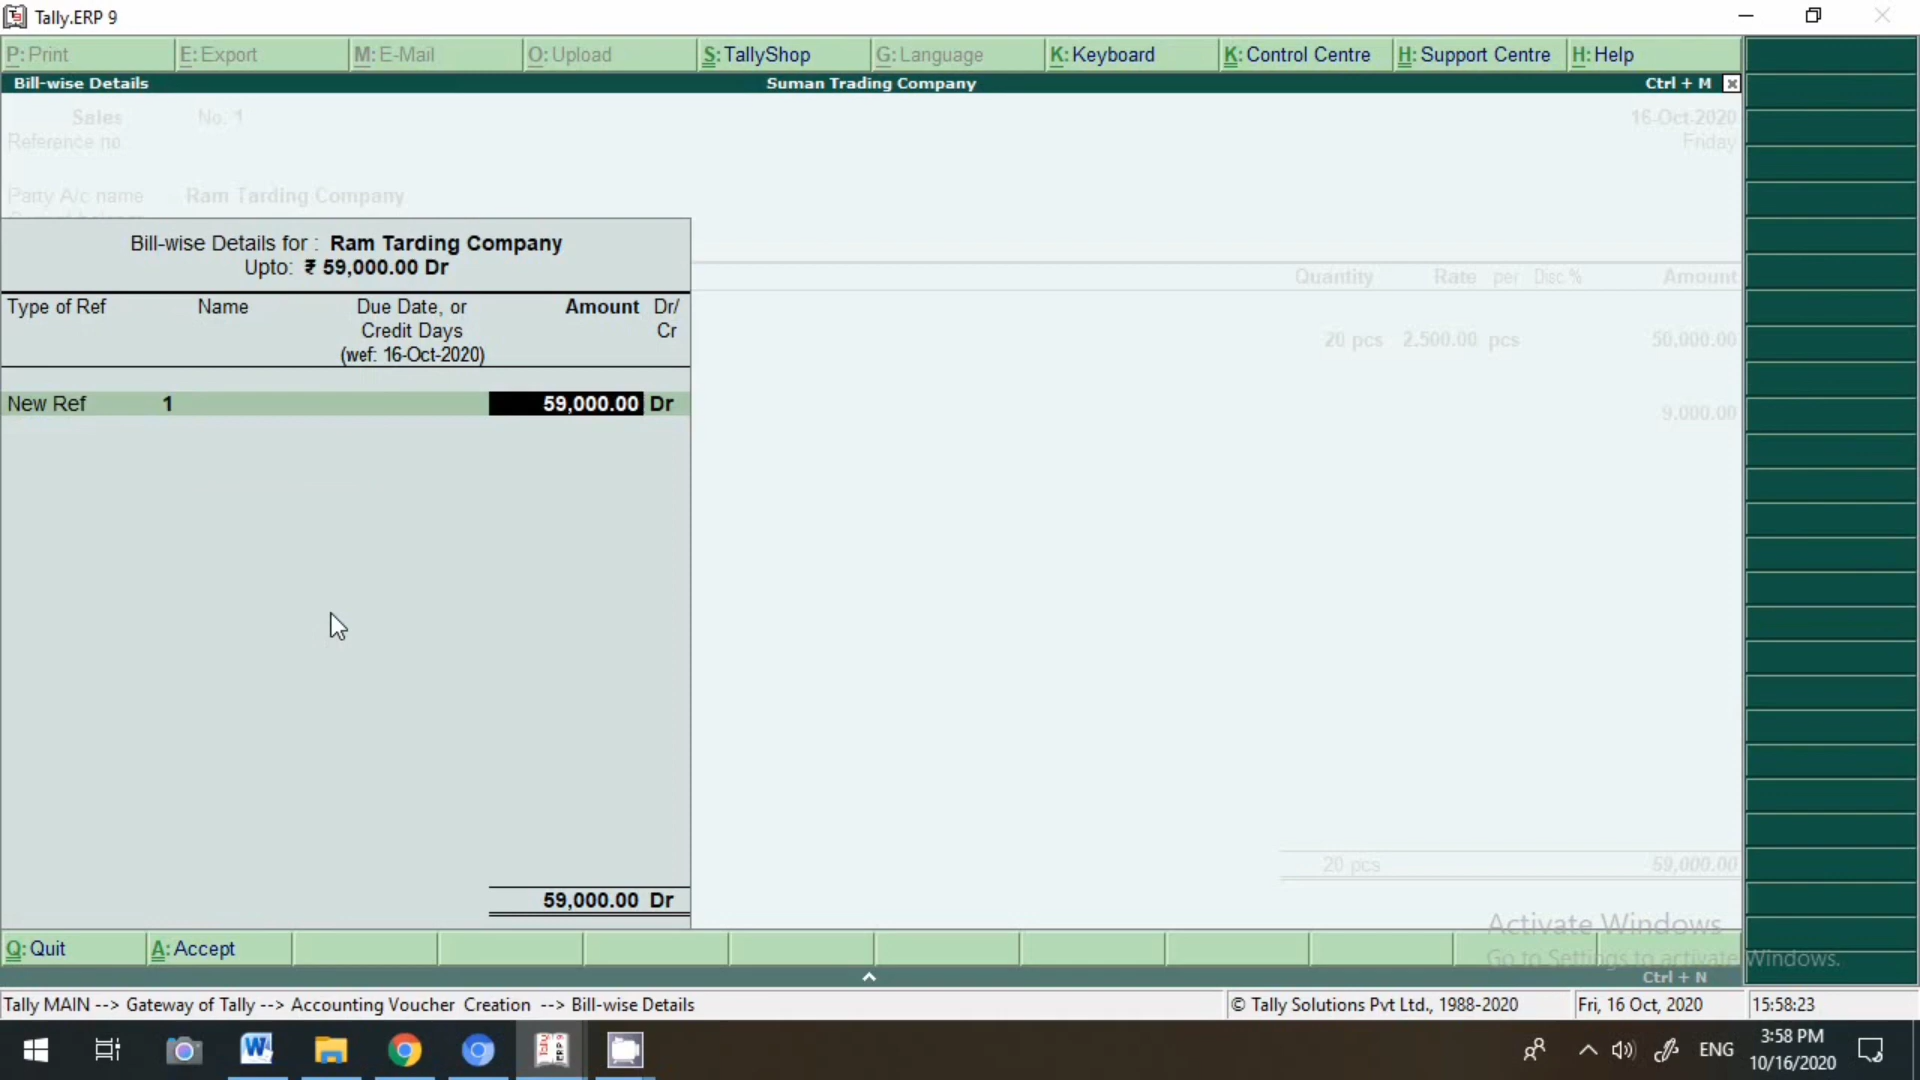 Tally.ERP 9
P: Print E: Export M: E-Mail O: Upload S: TallyShop G: Language K: Keyboard K: Control Centre H: Support Centre H: Help
Bill-wise Details Suman Trading Company Ctrl + M
Sales No. 1 16-Oct-2020
Reference no. Friday
Party A/c name Ram Tarding Company
Bill-wise Details for : Ram Tarding Company
Upto: ₹ 59,000.00 Dr
Quantity Rate per Disc % Amount
Type of Ref Name Due Date, or Amount Dr/
Credit Days Cr
(wef: 16-Oct-2020)
20 pcs 2,500.00 pcs 50,000.00
New Ref 1 59,000.00 Dr
9,000.00
20 pcs 59,000.00
59,000.00 Dr
Activate Windows
Go to Settings to activate Windows.
Q: Quit A: Accept
Ctrl + N
Tally MAIN --> Gateway of Tally --> Accounting Voucher Creation --> Bill-wise Details © Tally Solutions Pvt Ltd., 1988-2020 Fri, 16 Oct, 2020 15:58:23
ENG 3:58 PM
10/16/2020